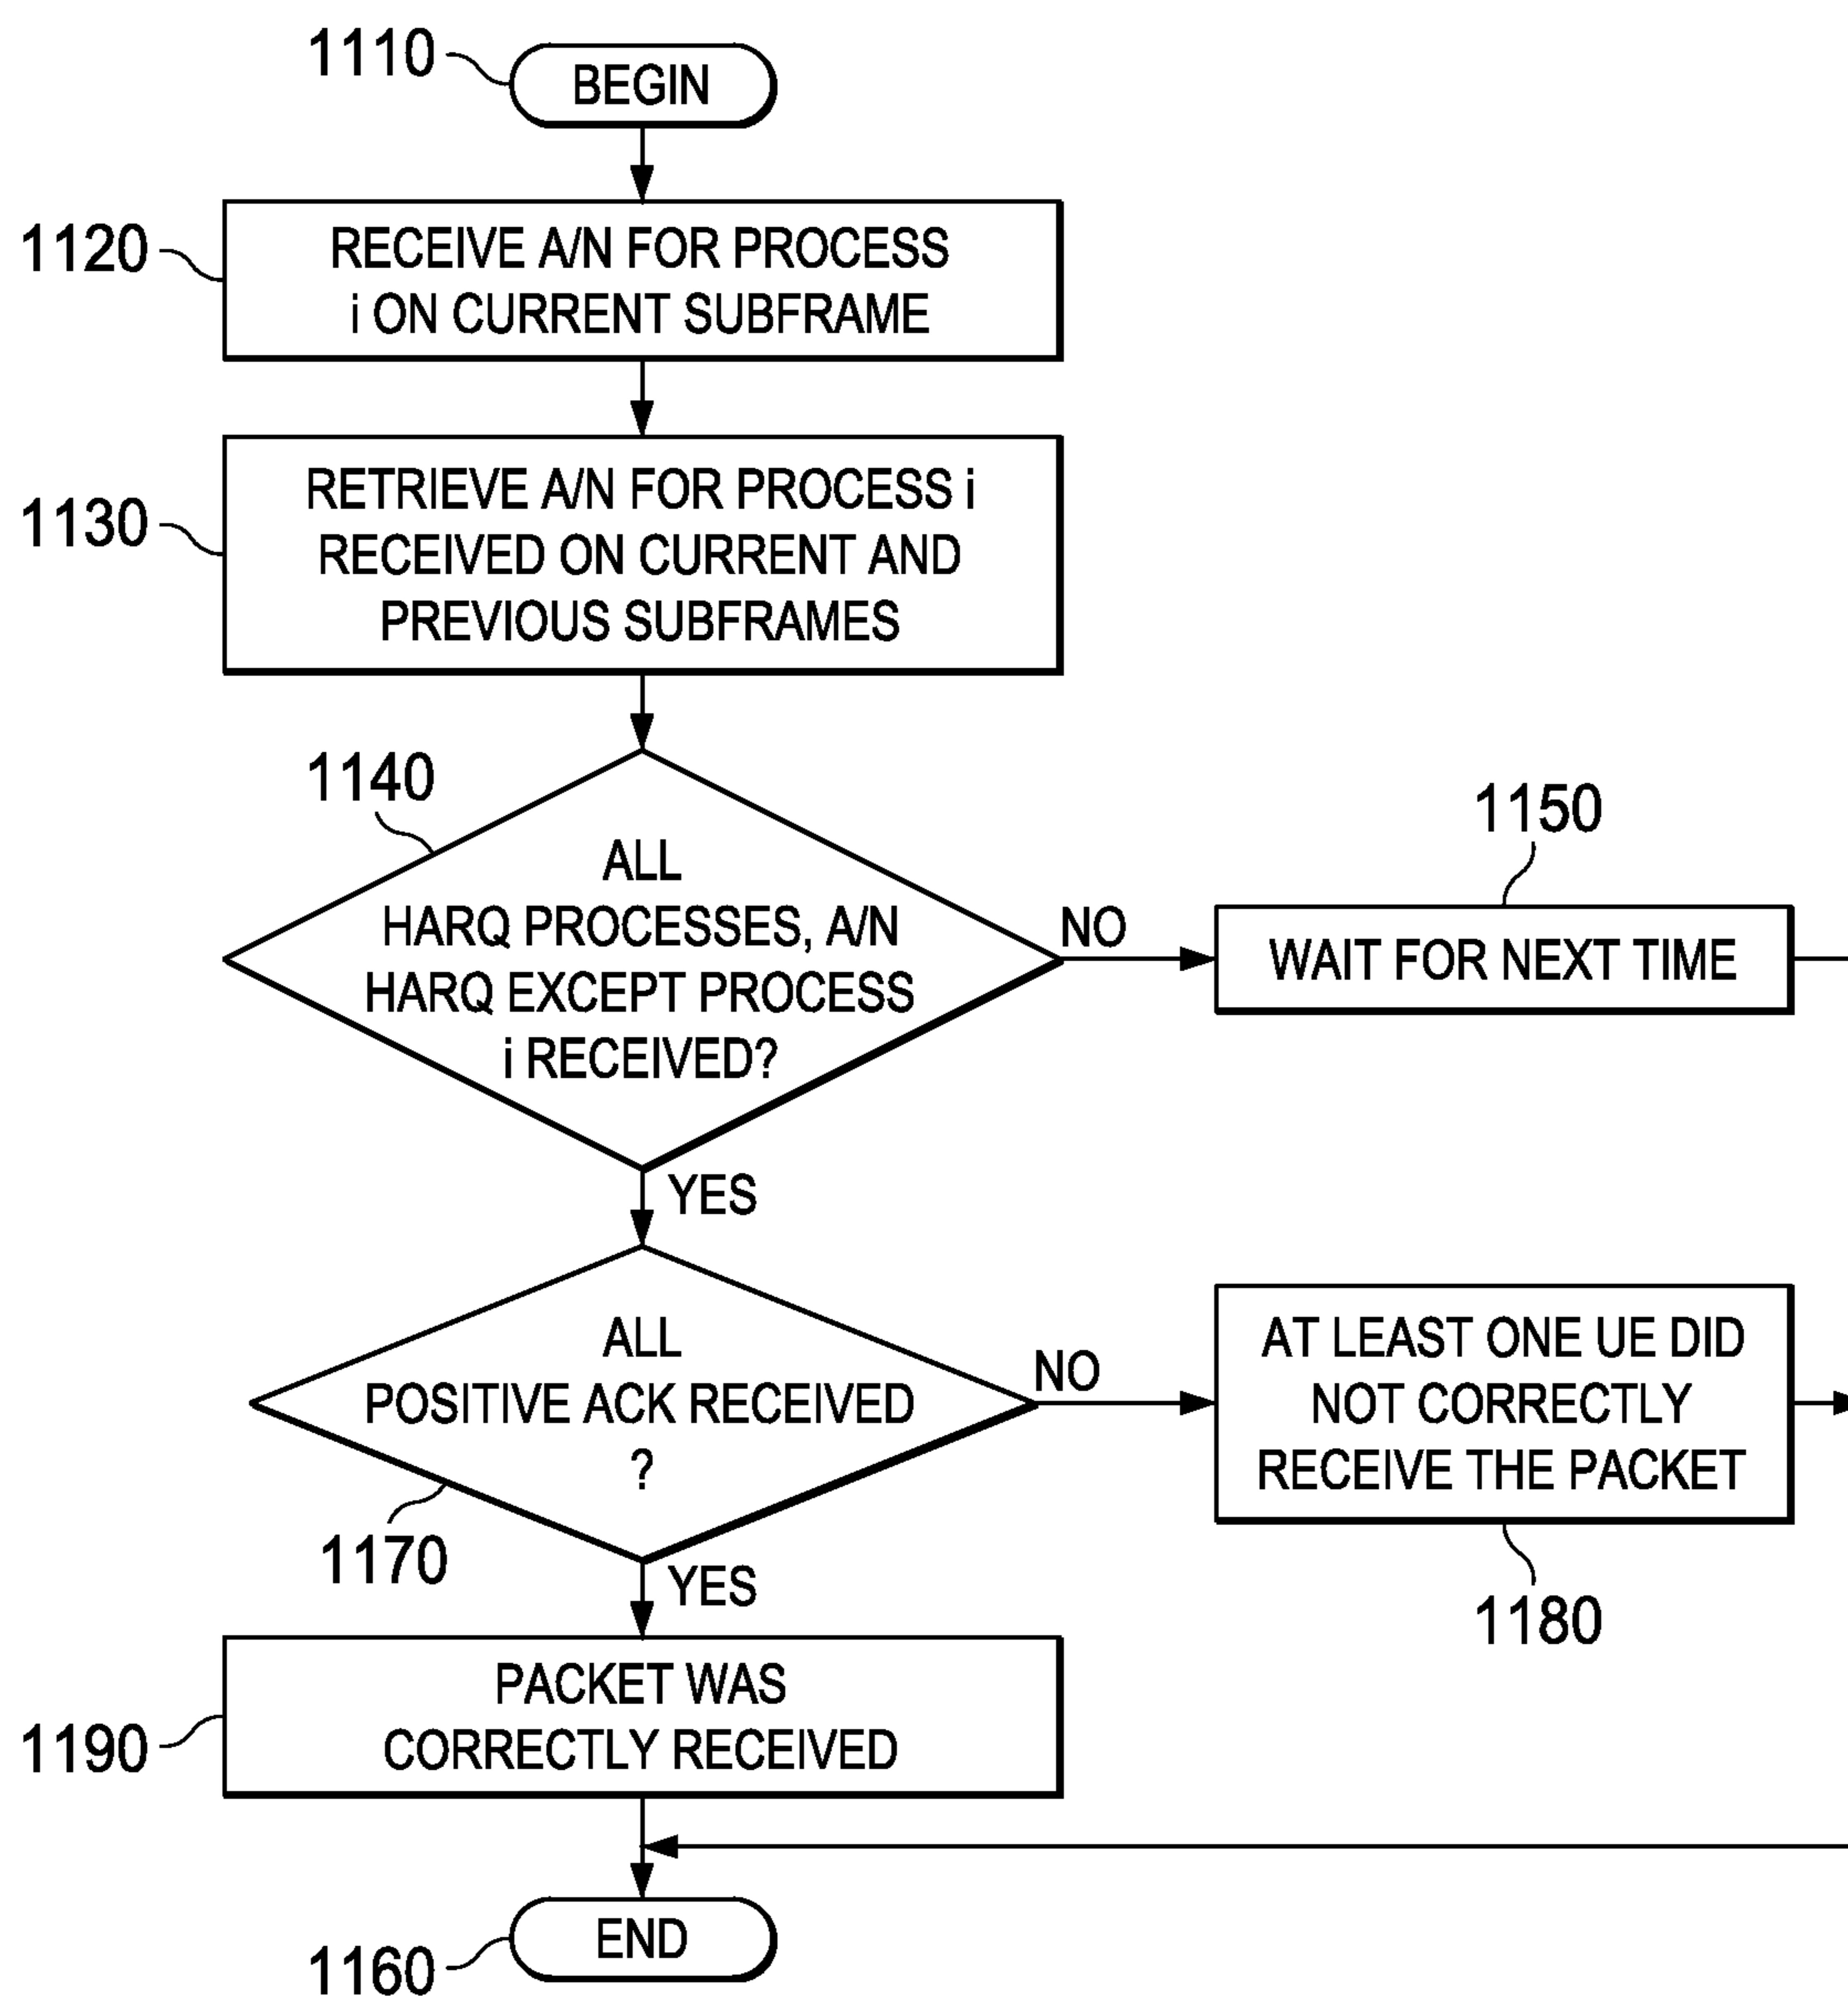 1110
BEGIN
1120
RECEIVE A/N FOR PROCESS
i ON CURRENT SUBFRAME
1130
RETRIEVE A/N FOR PROCESS i
RECEIVED ON CURRENT AND
PREVIOUS SUBFRAMES
1140
ALL
HARQ PROCESSES, A/N
HARQ EXCEPT PROCESS
i RECEIVED?
NO
1150
WAIT FOR NEXT TIME
YES
ALL
POSITIVE ACK RECEIVED
?
1170
NO
AT LEAST ONE UE DID
NOT CORRECTLY
RECEIVE THE PACKET
1180
YES
1190
PACKET WAS
CORRECTLY RECEIVED
END
1160